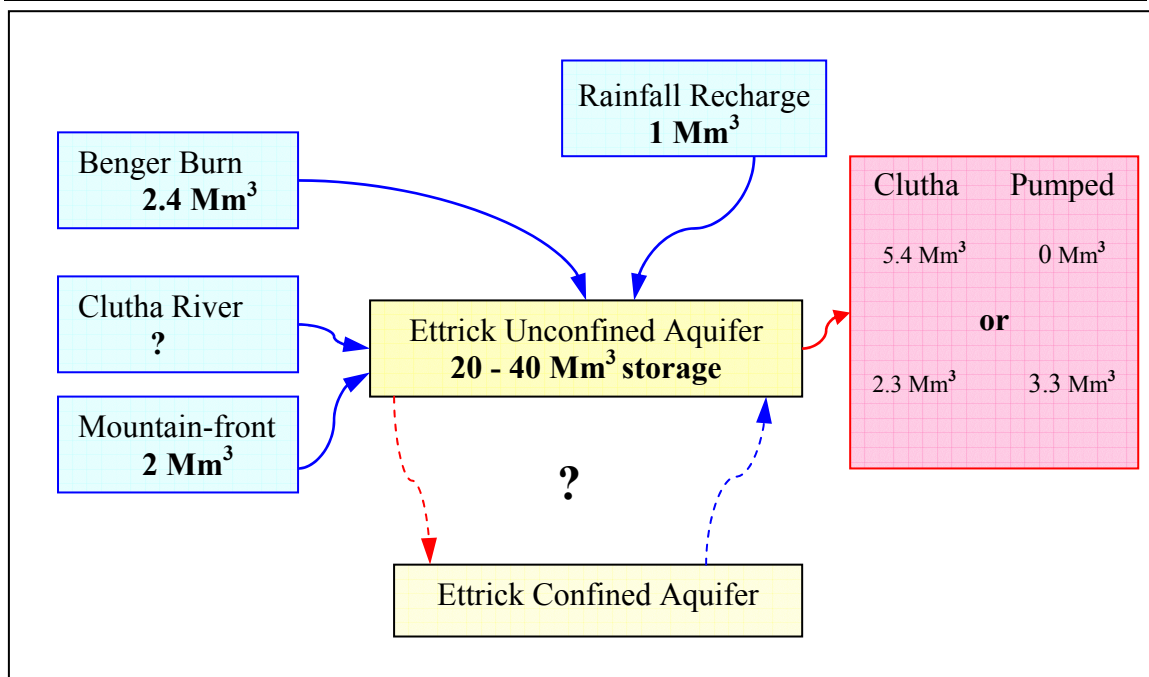 Rainfall Recharge
1 Mm³
Benger Burn
2.4 Mm³
Clutha Pumped
5.4 Mm³ 0 Mm³
or
2.3 Mm³ 3.3 Mm³
Clutha River
?
Ettrick Unconfined Aquifer
20 - 40 Mm³ storage
Mountain-front
2 Mm³
?
Ettrick Confined Aquifer